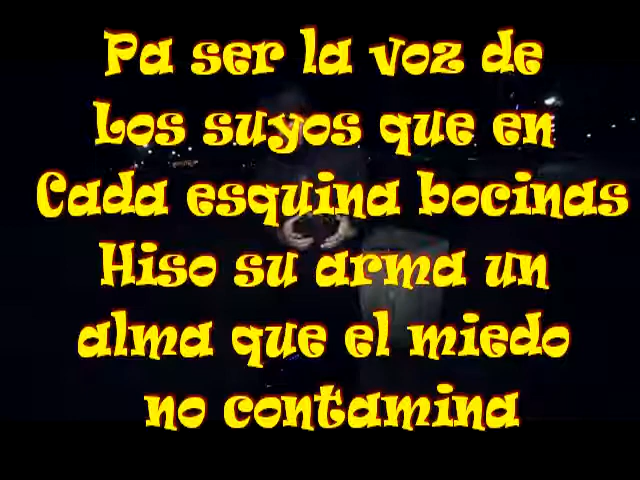 Pa ser la voz de
Los suyos que en
Cada esquina bocinas
Hiso su arma un
alma que el miedo
no contamina